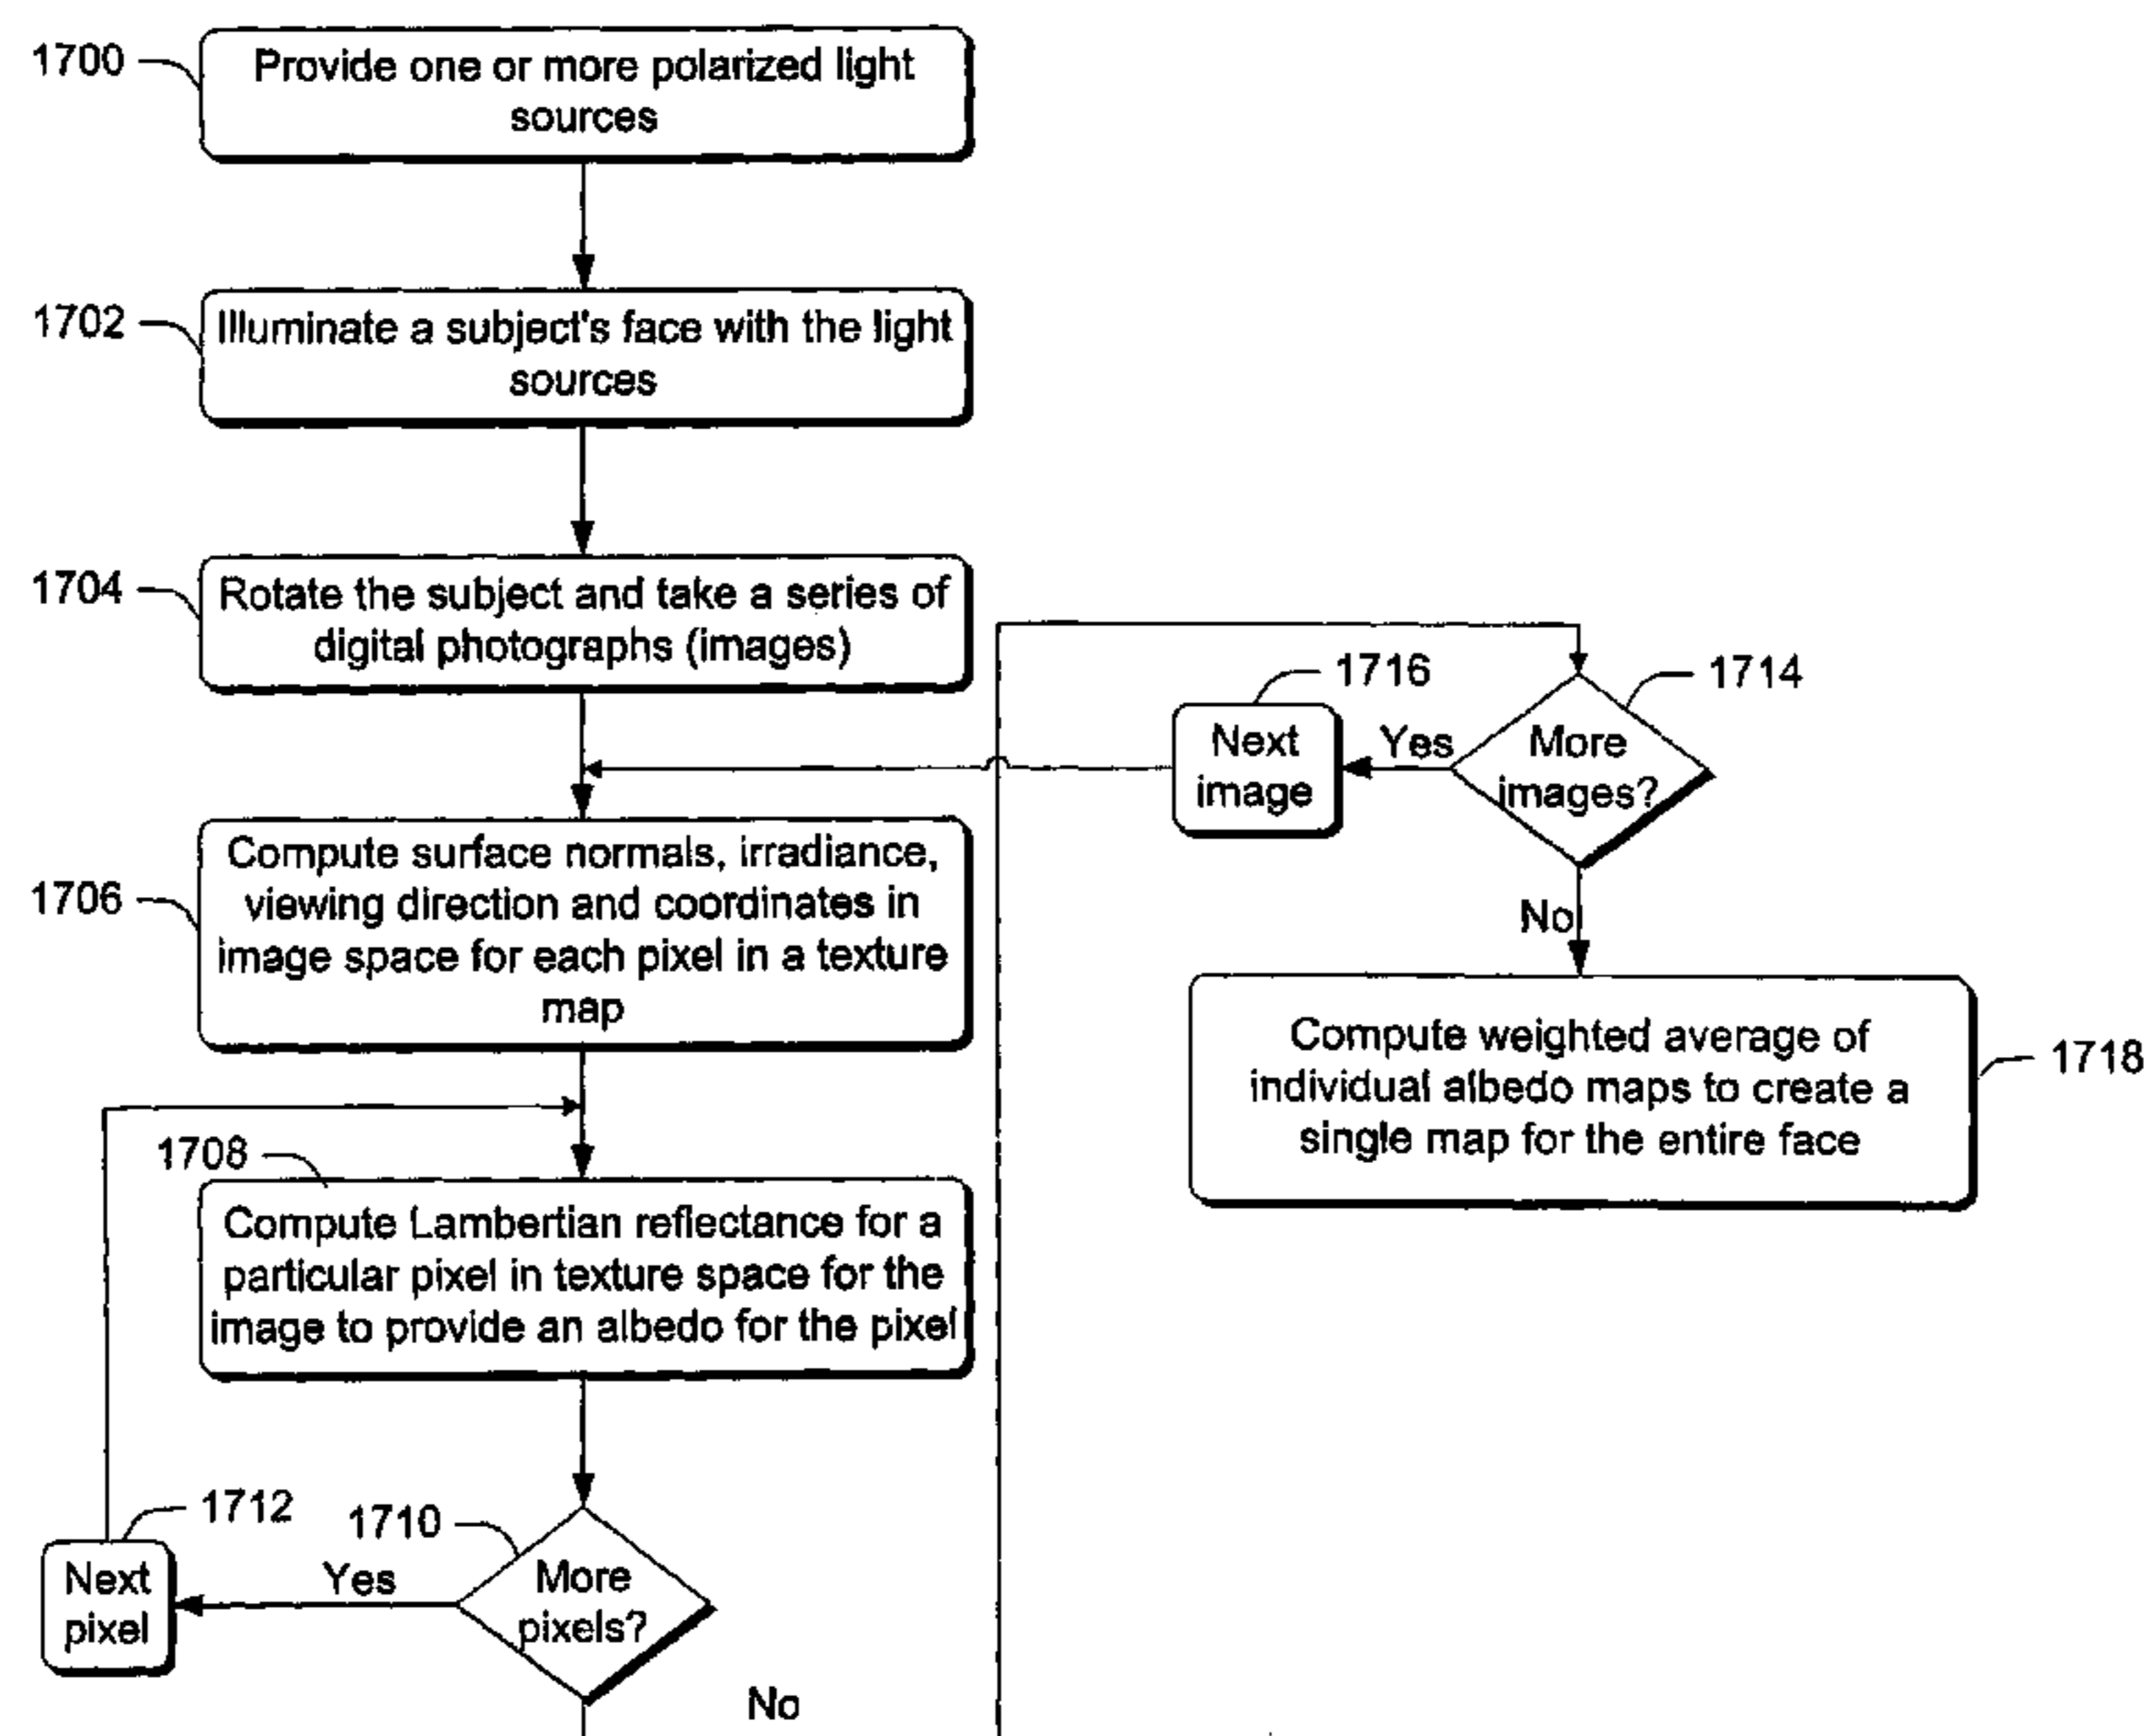 1700
Provide one or more polarized light
sources
1702
Illuminate a subject's face with the light
sources
1704
Rotate the subject and take a series of
digital photographs (images)
1706
Compute surface normals, irradiance,
viewing direction and coordinates in
image space for each pixel in a texture
map
1708
Compute Lambertian reflectance for a
particular pixel in texture space for the
image to provide an albedo for the pixel
1710
More
pixels?
Yes
1712
Next
pixel
No
1714
More
images?
Yes
1716
Next
image
No
1718
Compute weighted average of
individual albedo maps to create a
single map for the entire face